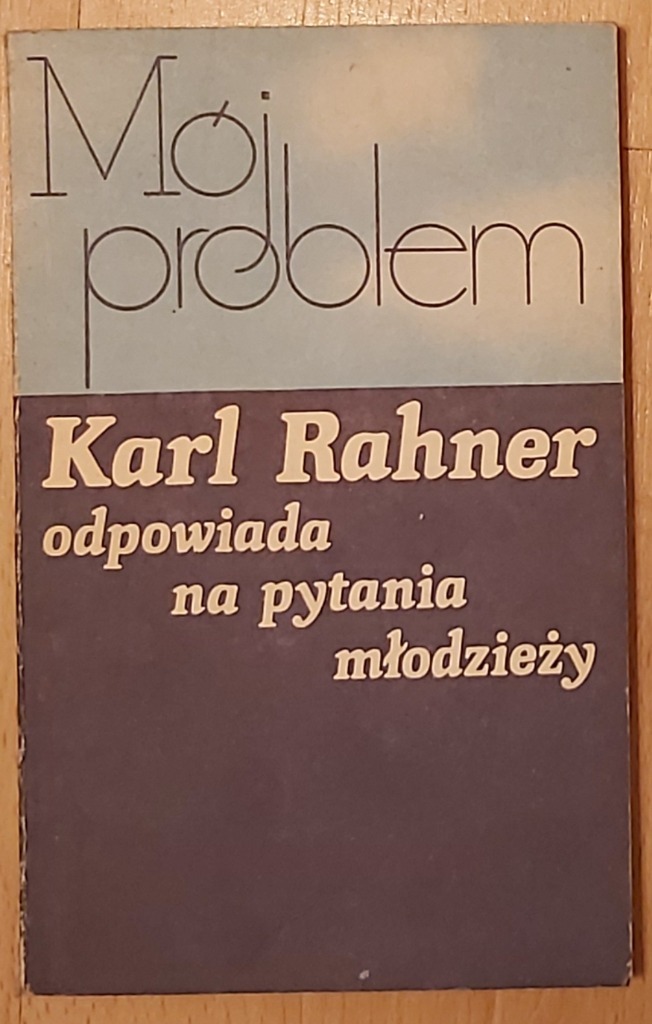 Mój
problem
Karl Rahner
odpowiada
na pytania
młodzieży